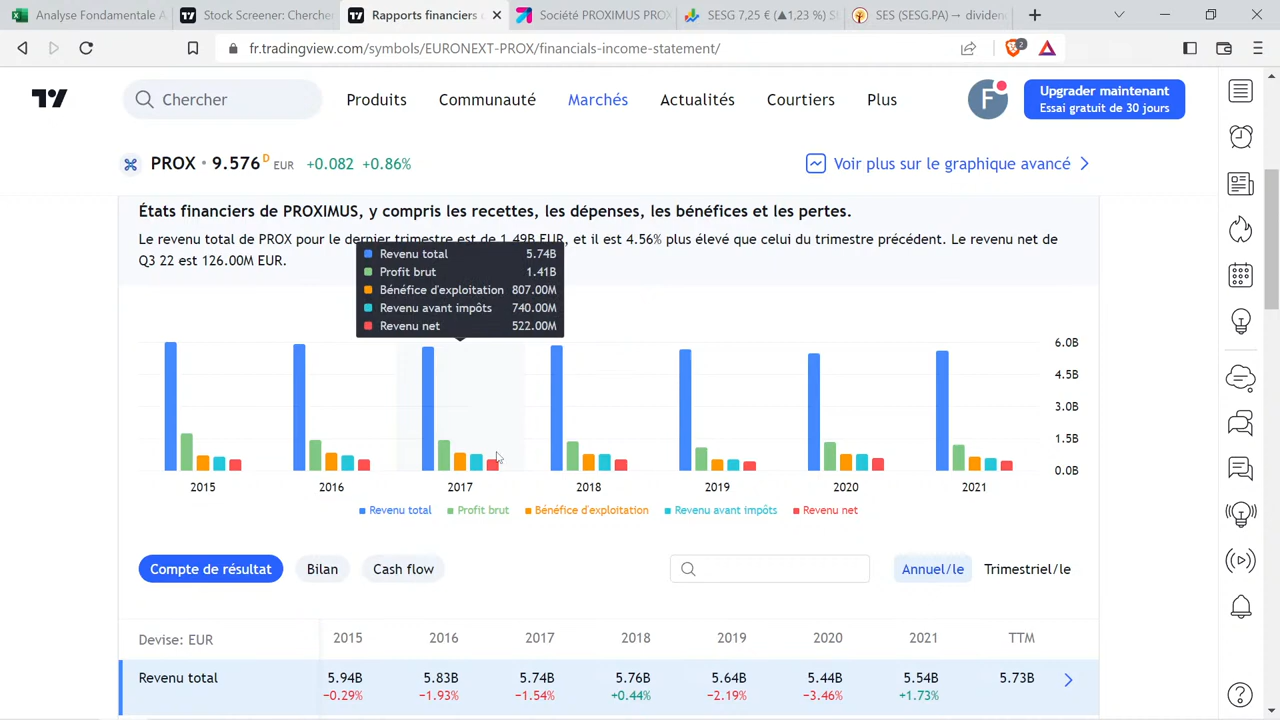 Analyse Fondamentale A
Stock Screener: Chercher
Rapports financiers
Société PROXIMUS PROX
SESG 7,25 € (▲1,23 %) S
SES (SESG.PA) → dividen
fr.tradingview.com/symbols/EURONEXT-PROX/financials-income-statement/
2
Chercher
Produits
Communauté
Marchés
Actualités
Courtiers
Plus
F
Upgrader maintenant
Essai gratuit de 30 jours
PROX • 9.576 D EUR +0.082 +0.86%
Voir plus sur le graphique avancé
États financiers de PROXIMUS, y compris les recettes, les dépenses, les bénéfices et les pertes.
Le revenu total de PROX pour le dernier trimestre est de 1.49B EUR, et il est 4.56% plus élevé que celui du trimestre précédent. Le revenu net de
Q3 22 est 126.00M EUR.
Revenu total 5.74B
Profit brut 1.41B
Bénéfice d'exploitation 807.00M
Revenu avant impôts 740.00M
Revenu net 522.00M
6.0B
4.5B
3.0B
1.5B
0.0B
2015 2016 2017 2018 2019 2020 2021
Revenu total Profit brut Bénéfice d'exploitation Revenu avant impôts Revenu net
Compte de résultat
Bilan
Cash flow
Annuel/le
Trimestriel/le
Devise: EUR 2015 2016 2017 2018 2019 2020 2021 TTM
Revenu total 5.94B 5.83B 5.74B 5.76B 5.64B 5.44B 5.54B 5.73B
−0.29% −1.93% −1.54% +0.44% −2.19% −3.46% +1.73%